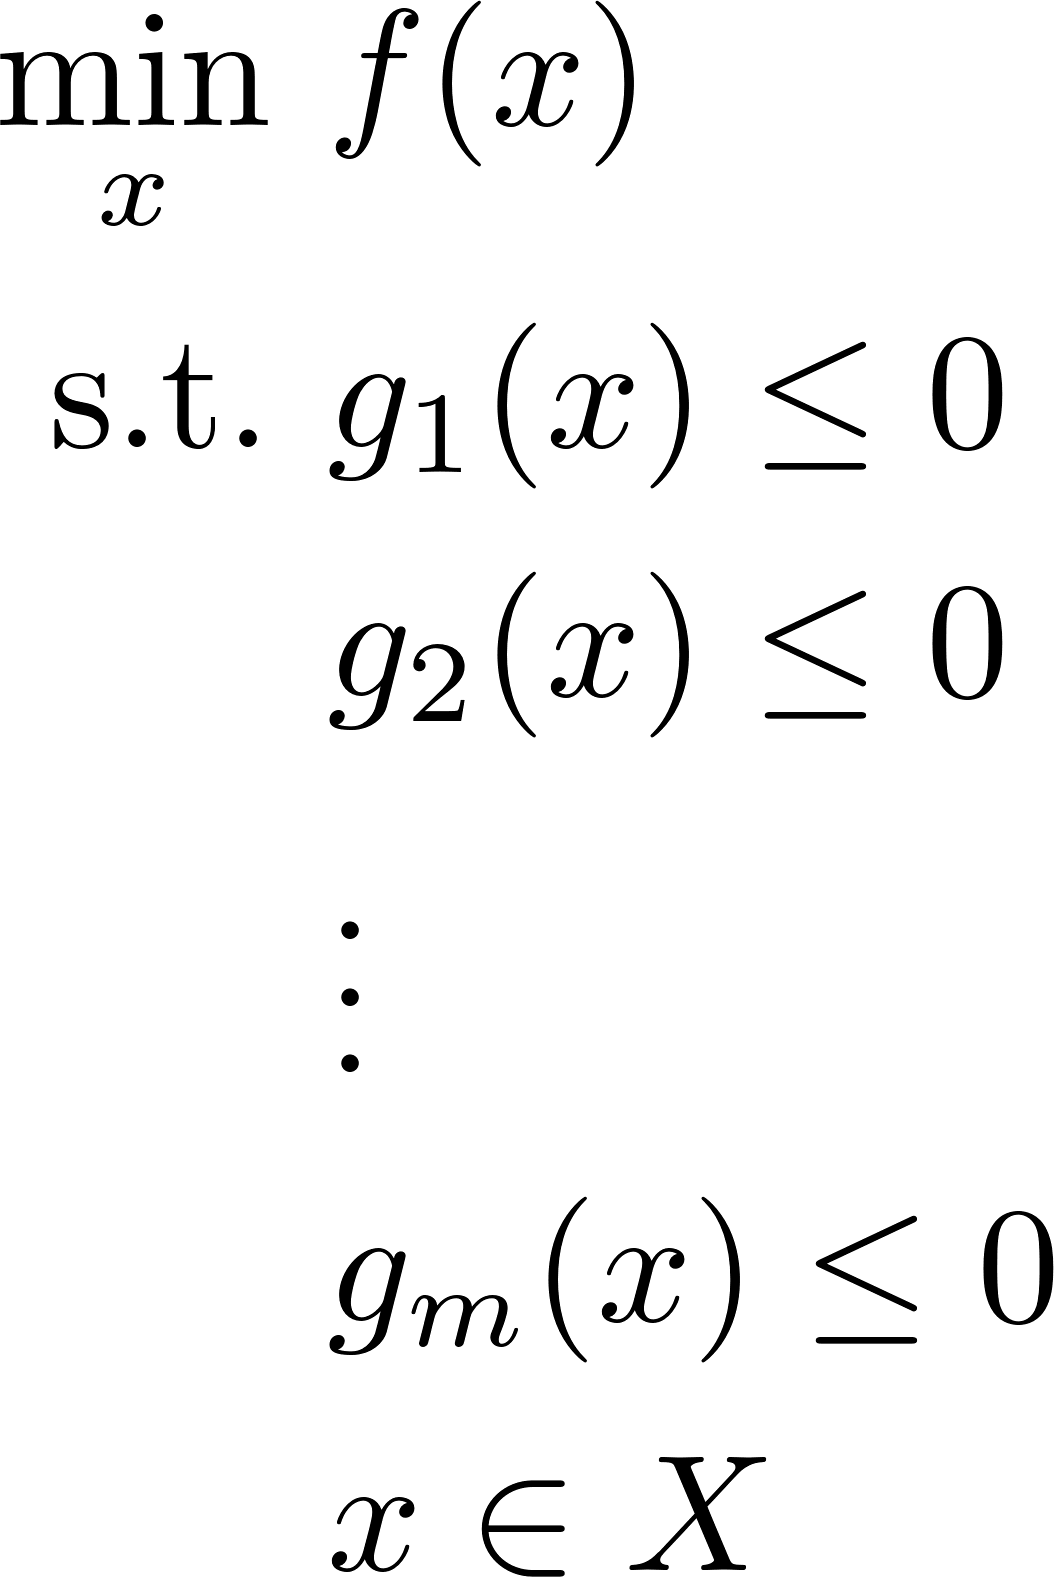 min f(x)
x
s.t. g₁(x) ≤ 0
g₂(x) ≤ 0
⋮
gₘ(x) ≤ 0
x ∈ X